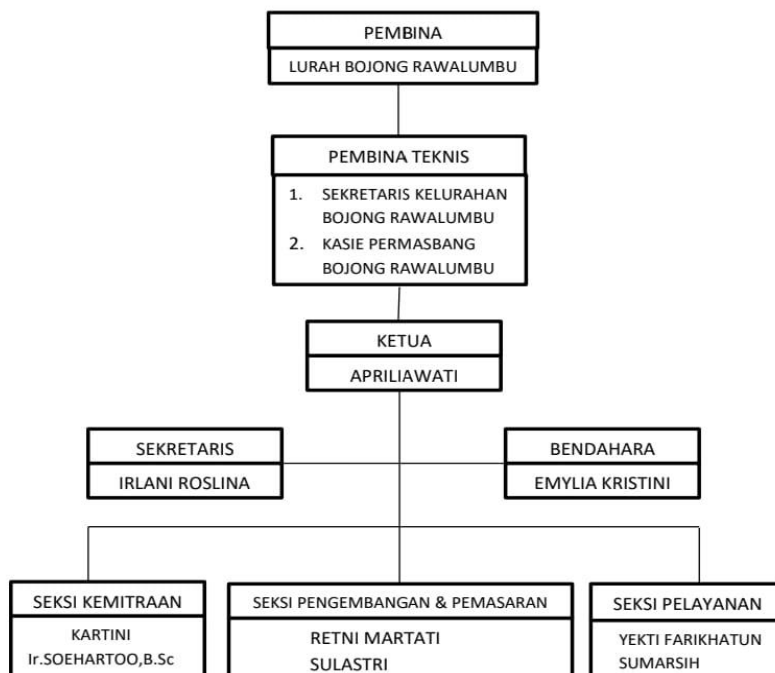 PEMBINA
LURAH BOJONG RAWALUMBU
PEMBINA TEKNIS
1. SEKRETARIS KELURAHAN
BOJONG RAWALUMBU
2. KASIE PERMASBANG
BOJONG RAWALUMBU
KETUA
APRILIAWATI
SEKRETARIS
IRLANI ROSLINA
BENDAHARA
EMYLIA KRISTINI
SEKSI KEMITRAAN
KARTINI
Ir.SOEHARTOO,B.Sc
SEKSI PENGEMBANGAN & PEMASARAN
RETNI MARTATI
SULASTRI
SEKSI PELAYANAN
YEKTI FARIKHATUN
SUMARSIH